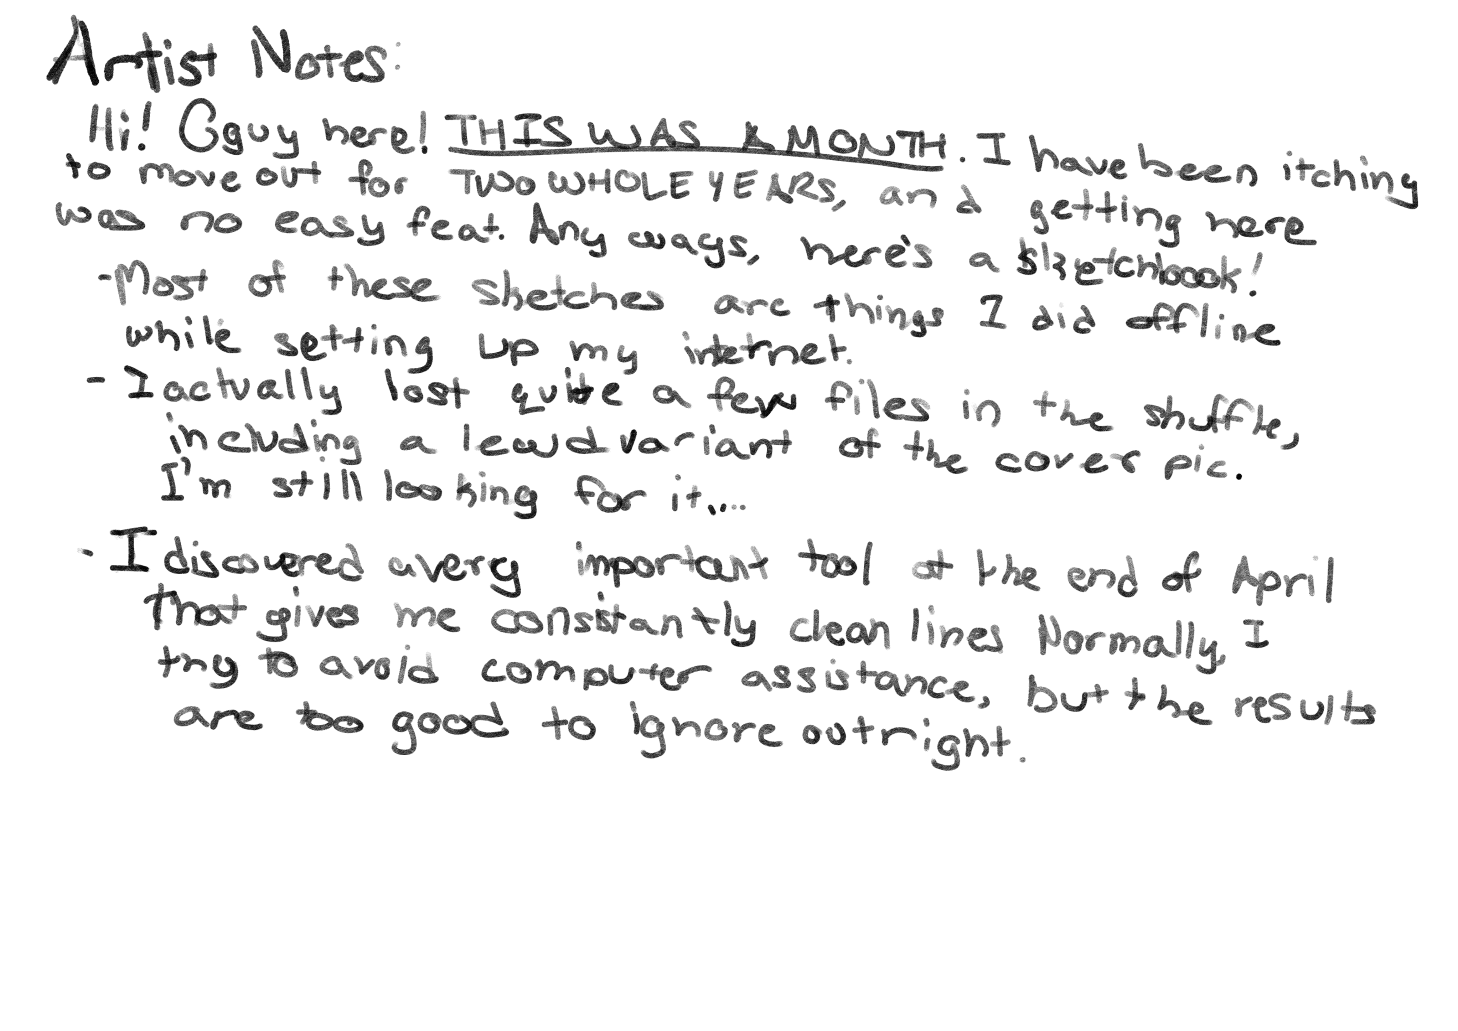 Artist Notes:
Hi! Gguy here! THIS WAS A MONTH. I have been itching
to move out for TWO WHOLE YEARS, and getting here
was no easy feat. Any ways, here's a sketchbook!
-Most of these sketches are things I did offline
while setting up my internet.
- I actually lost quite a few files in the shuffle,
including a lewd variant of the cover pic.
I'm still looking for it....
- I discovered a very important tool at the end of April
that gives me consistantly clean lines Normally, I
try to avoid computer assistance, but the results
are too good to ignore outright.